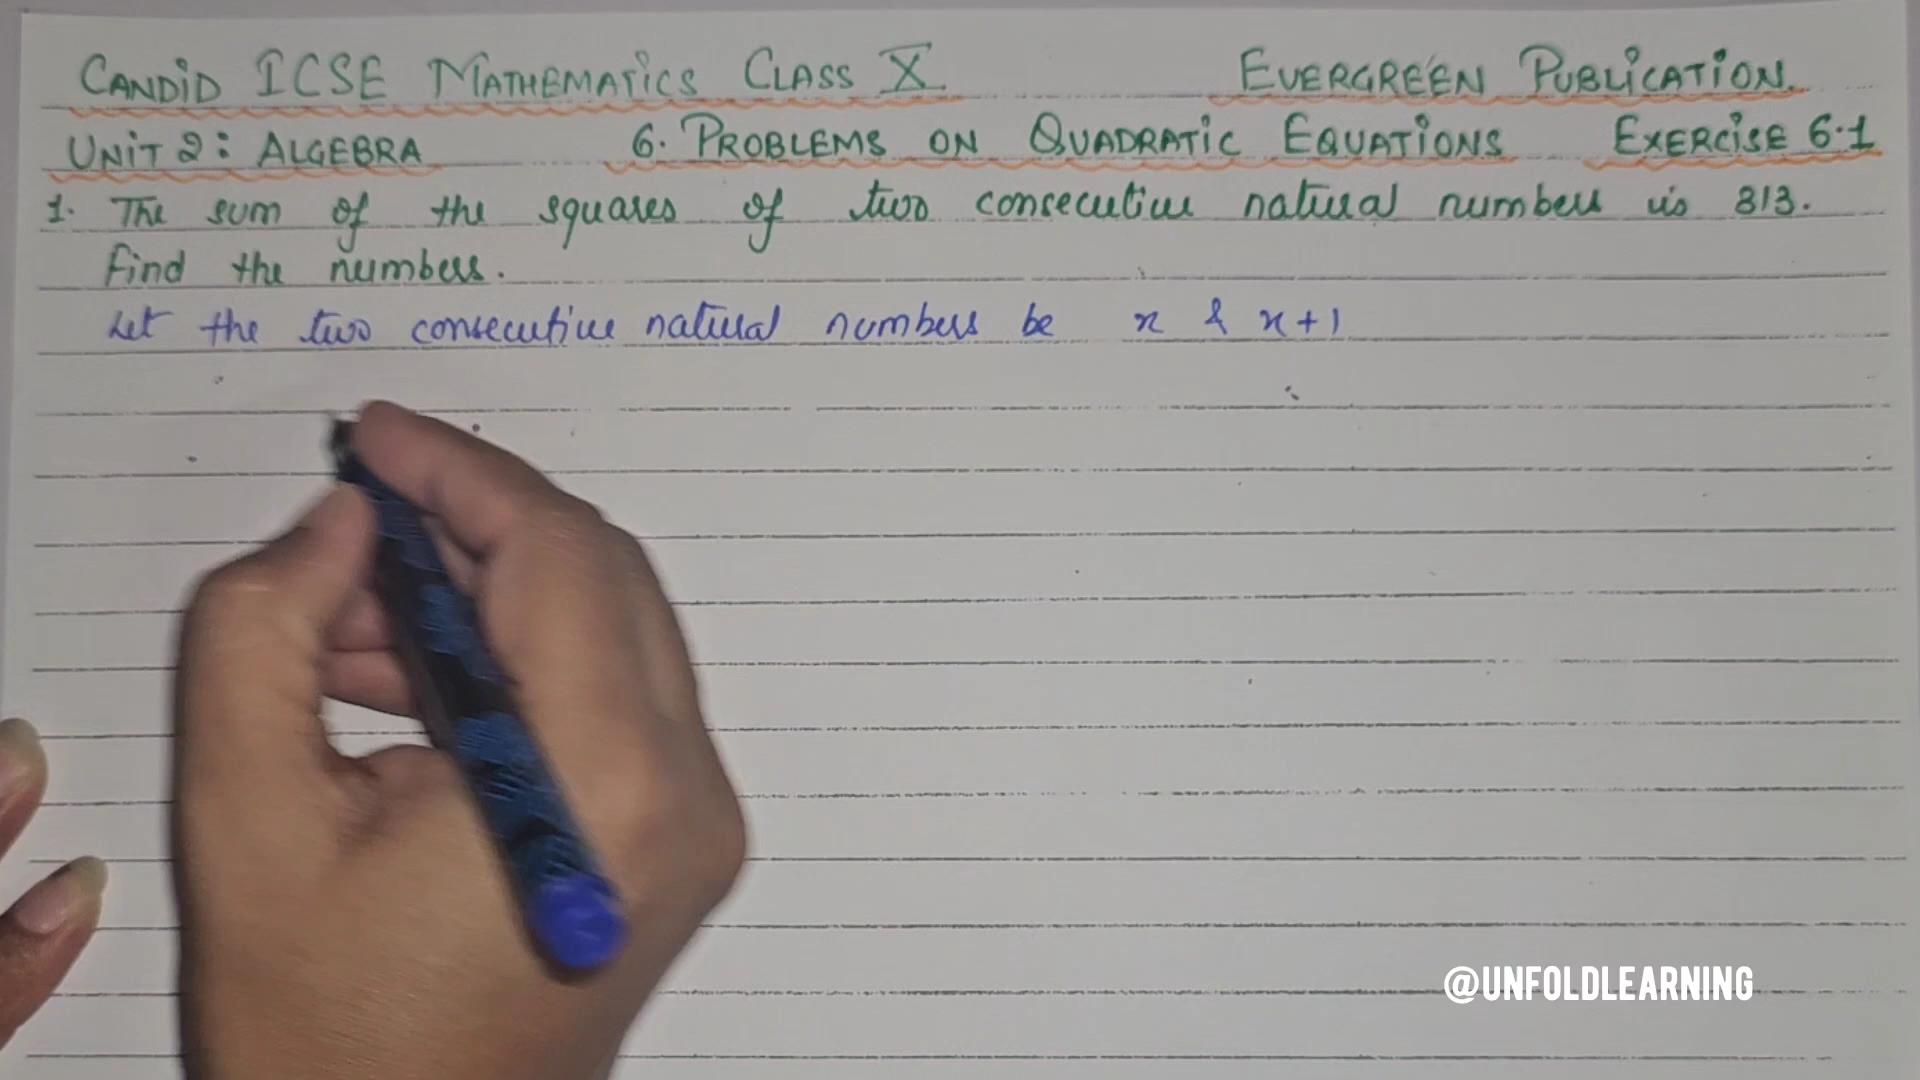 CANDID ICSE MATHEMATICS CLASS X EVERGREEN PUBLICATION.
UNIT 2: ALGEBRA 6. PROBLEMS ON QUADRATIC EQUATIONS EXERCISE 6.1
1. The sum of the squares of two consecutive natural numbers is 313.
Find the numbers.
Let the two consecutive natural numbers be x & x+1
@UNFOLDLEARNING